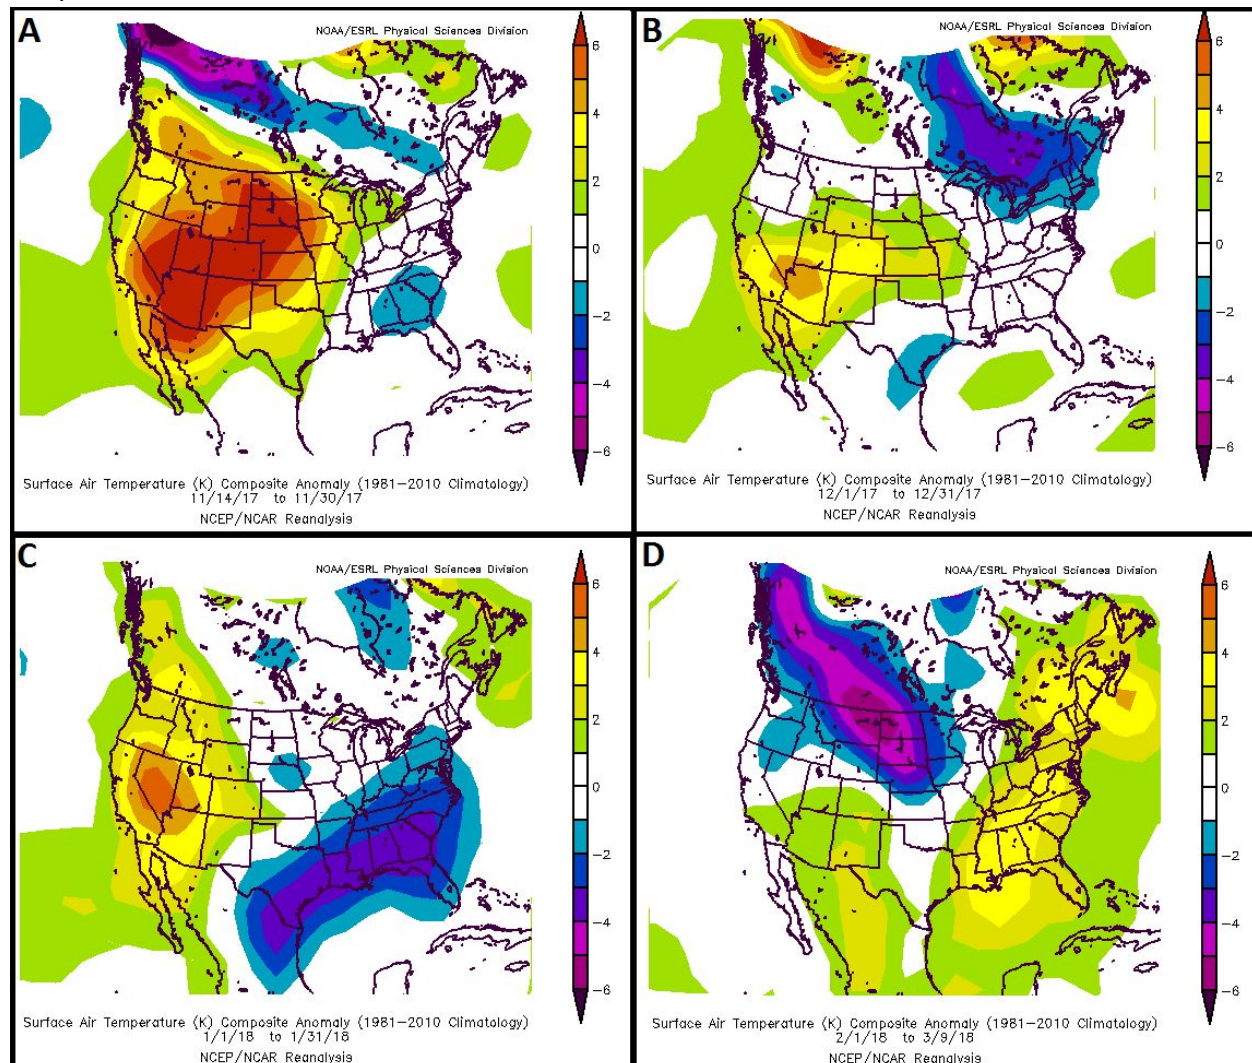 A
NOAA/ESRL Physical Sciences Division
6
4
2
0
−2
−4
−6
Surface Air Temperature (K) Composite Anomaly (1981−2010 Climatology)
11/14/17 to 11/30/17
NCEP/NCAR Reanalysis
B
NOAA/ESRL Physical Sciences Division
6
4
2
0
−2
−4
−6
Surface Air Temperature (K) Composite Anomaly (1981−2010 Climatology)
12/1/17 to 12/31/17
NCEP/NCAR Reanalysis
C
NOAA/ESRL Physical Sciences Division
6
4
2
0
−2
−4
−6
Surface Air Temperature (K) Composite Anomaly (1981−2010 Climatology)
1/1/18 to 1/31/18
NCEP/NCAR Reanalysis
D
NOAA/ESRL Physical Sciences Division
6
4
2
0
−2
−4
−6
Surface Air Temperature (K) Composite Anomaly (1981−2010 Climatology)
2/1/18 to 3/9/18
NCEP/NCAR Reanalysis